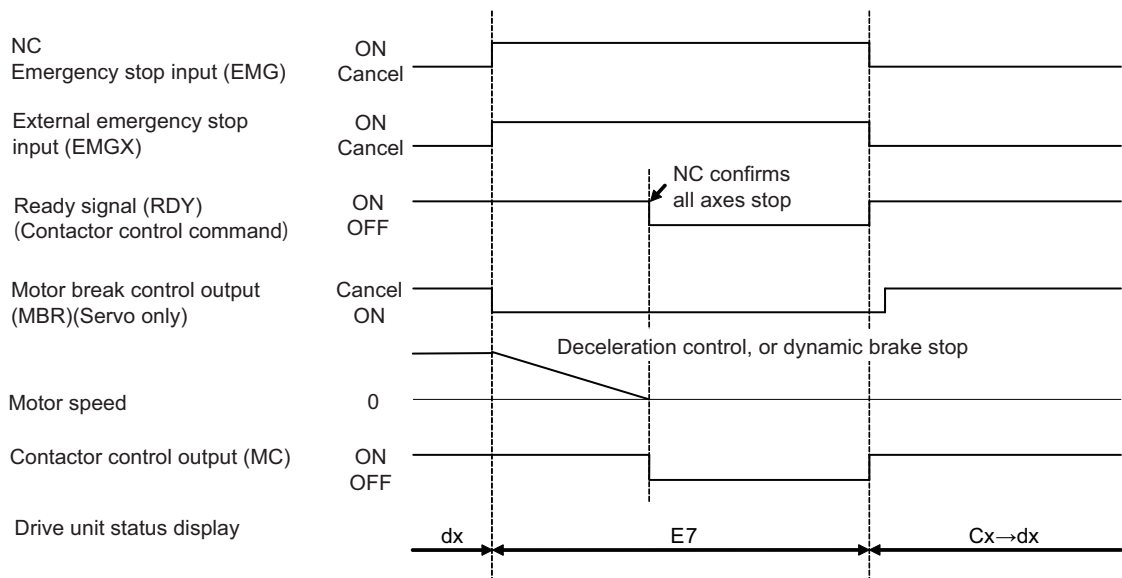 NC
Emergency stop input (EMG)
ON
Cancel
External emergency stop
input (EMGX)
ON
Cancel
NC confirms
all axes stop
Ready signal (RDY)
(Contactor control command)
ON
OFF
Motor break control output
(MBR)(Servo only)
Cancel
ON
Deceleration control, or dynamic brake stop
Motor speed
0
Contactor control output (MC)
ON
OFF
Drive unit status display
dx
E7
Cx→dx